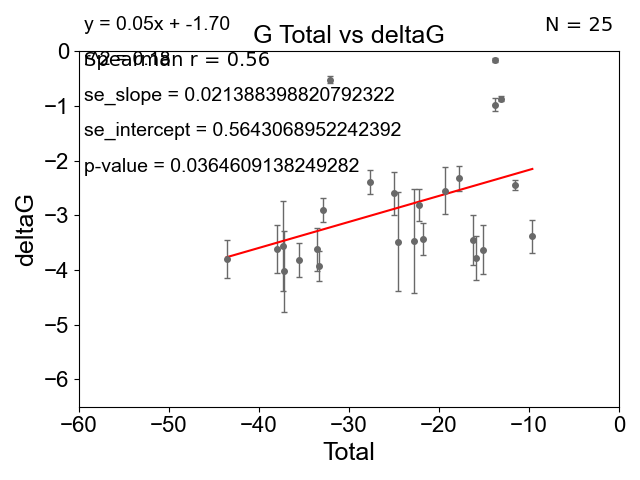 y = 0.05x + -1.70
N = 25
G Total vs deltaG
Spearman r = 0.56
se_slope = 0.021388398820792322
se_intercept = 0.5643068952242392
p-value = 0.0364609138249282
deltaG
0
−1
−2
−3
−4
−5
−6
−60
−50
−40
−30
−20
−10
0
Total